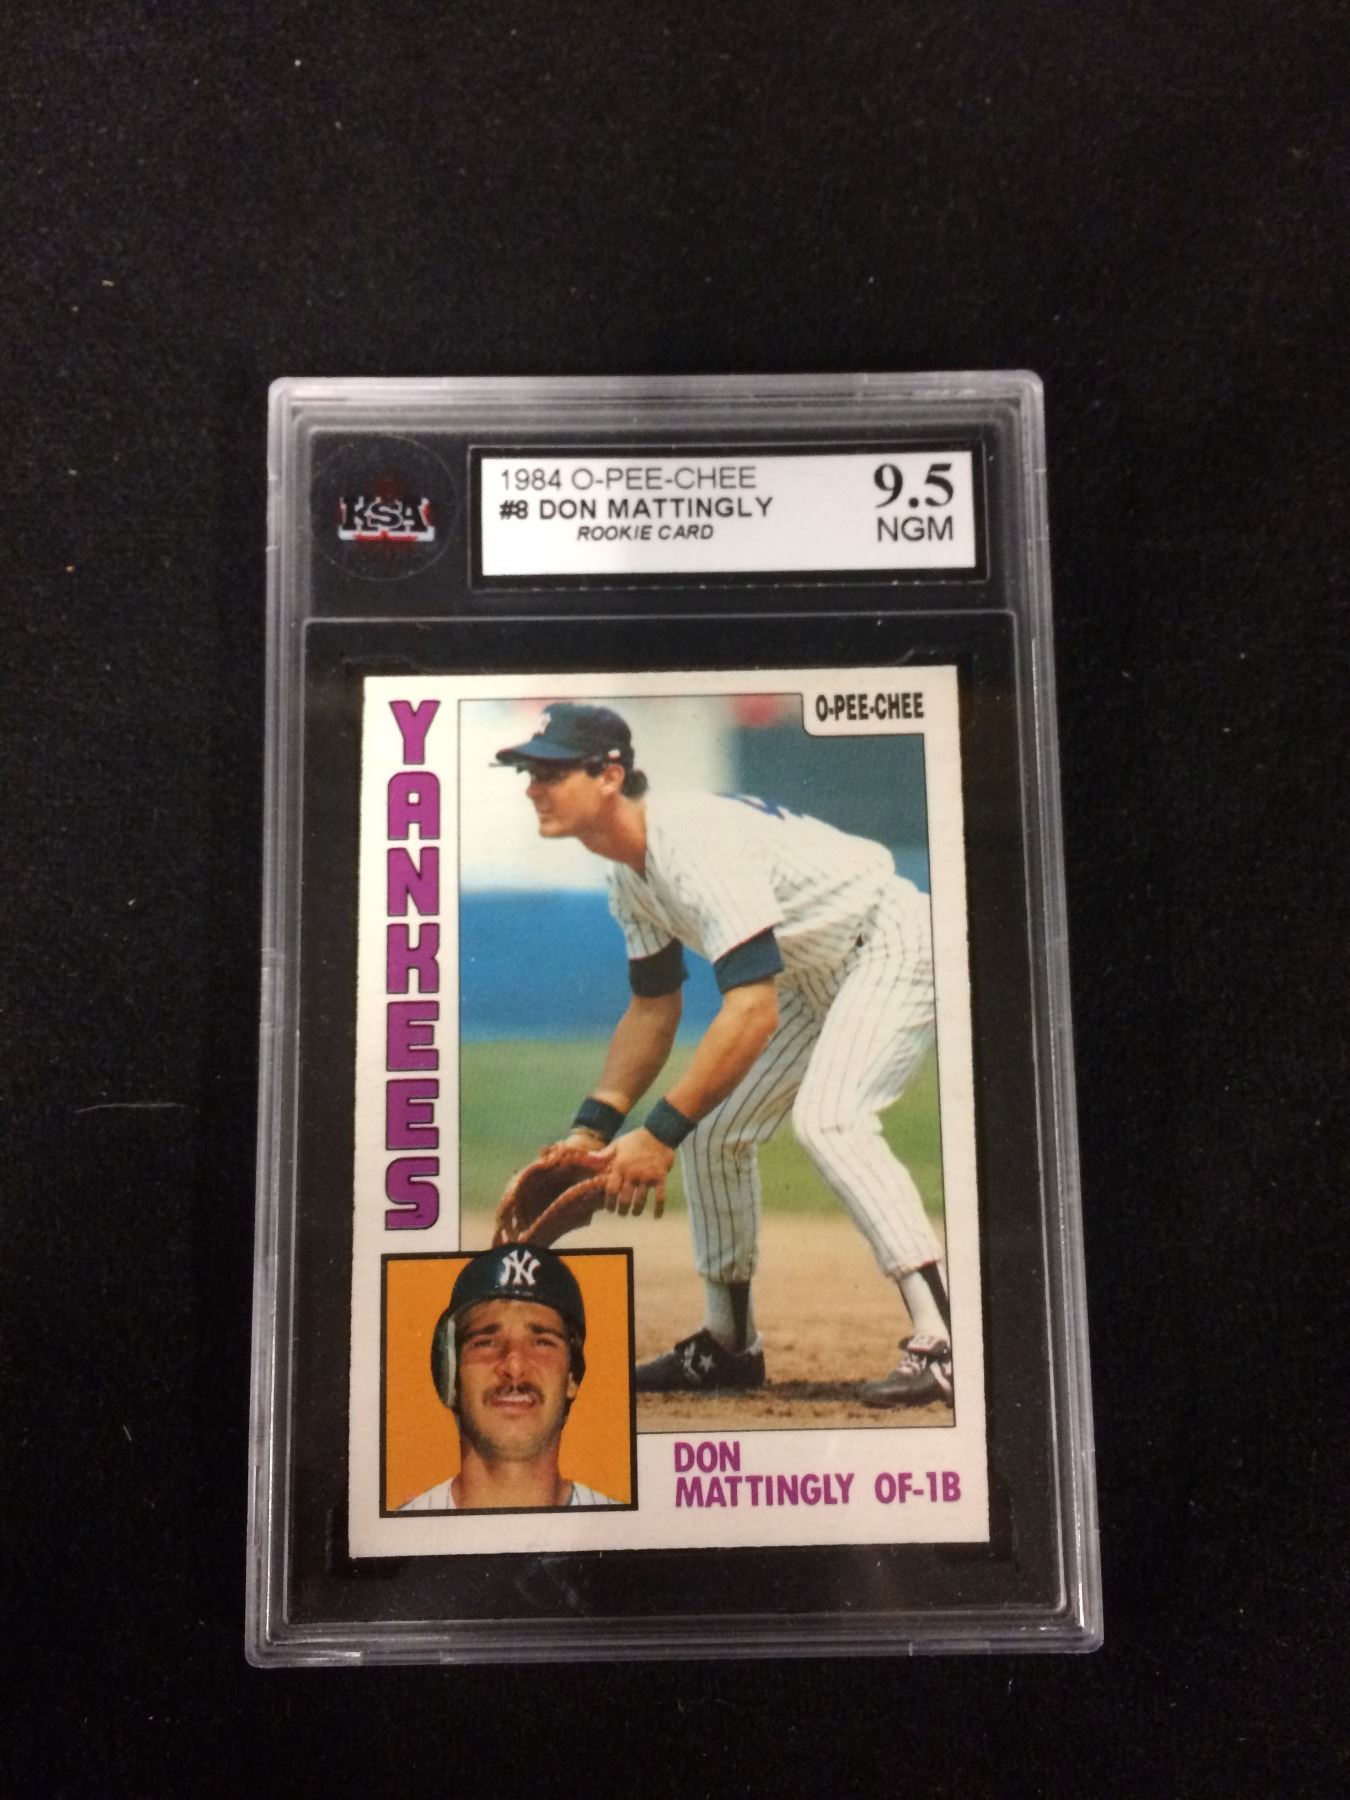 KSA
1984 O-PEE-CHEE
#8 DON MATTINGLY
ROOKIE CARD
9.5
NGM
O-PEE-CHEE
YANKEES
NY
DON
MATTINGLY OF-1B